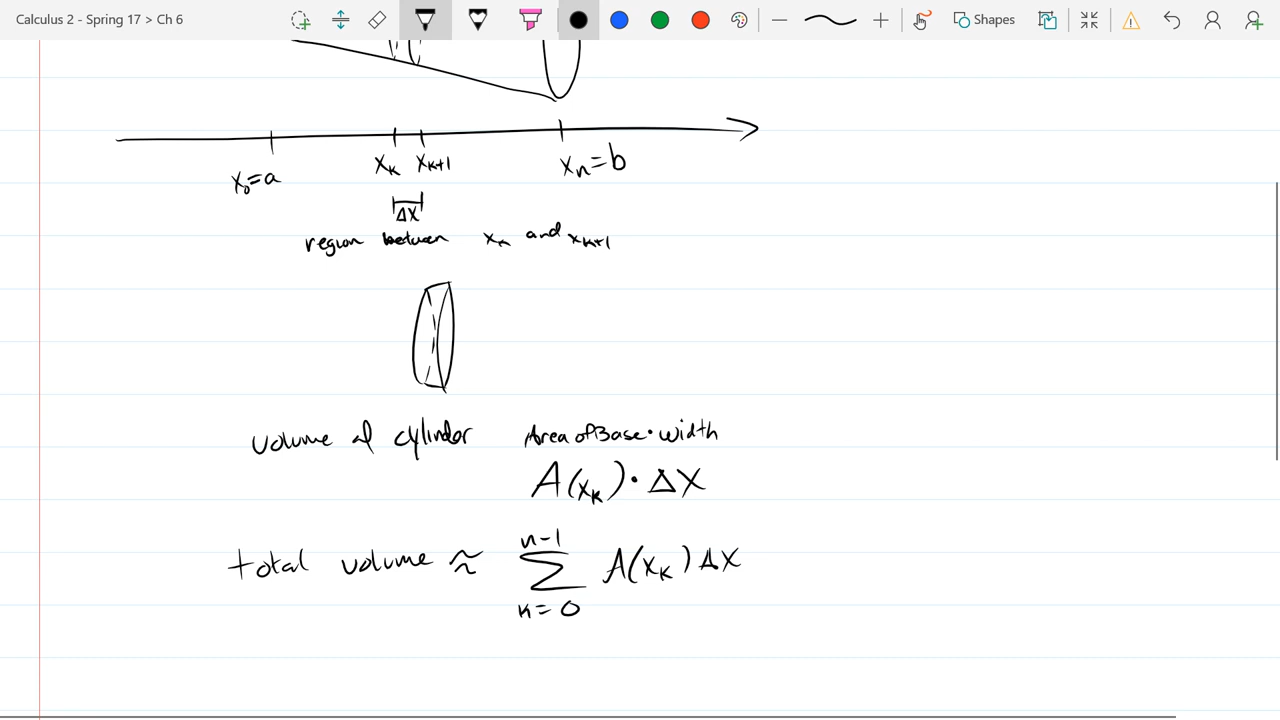 Calculus 2 - Spring 17 > Ch 6
Shapes
x₀=a xₖ xₖ₊₁ xₙ=b
Δx
region between xₖ and xₖ₊₁
volume of cylinder Area of Base · width
A(xₖ) · Δx
total volume ≈ ∑ₖ₌₀ⁿ⁻¹ A(xₖ) Δx